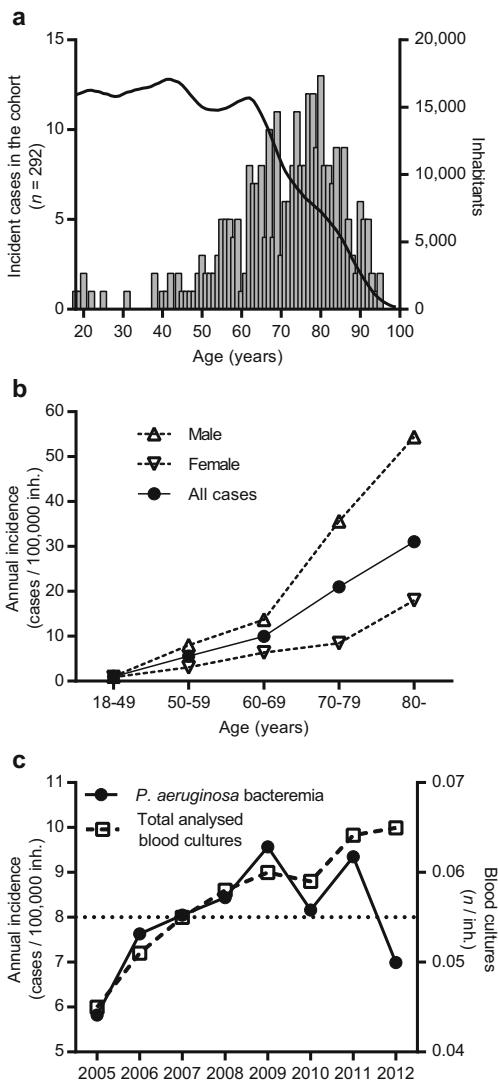 a
15
10
5
0
Incident cases in the cohort
(n = 292)
20,000
15,000
10,000
5,000
0
Inhabitants
20 30 40 50 60 70 80 90 100
Age (years)
b
60
50
40
30
20
10
0
Annual incidence
(cases / 100,000 inh.)
Male
Female
All cases
18-49 50-59 60-69 70-79 80-
Age (years)
c
11
10
9
8
7
6
5
Annual incidence
(cases / 100,000 inh.)
P. aeruginosa bacteremia
Total analysed
blood cultures
0.07
0.06
0.05
0.04
Blood cultures
(n / inh.)
2005 2006 2007 2008 2009 2010 2011 2012